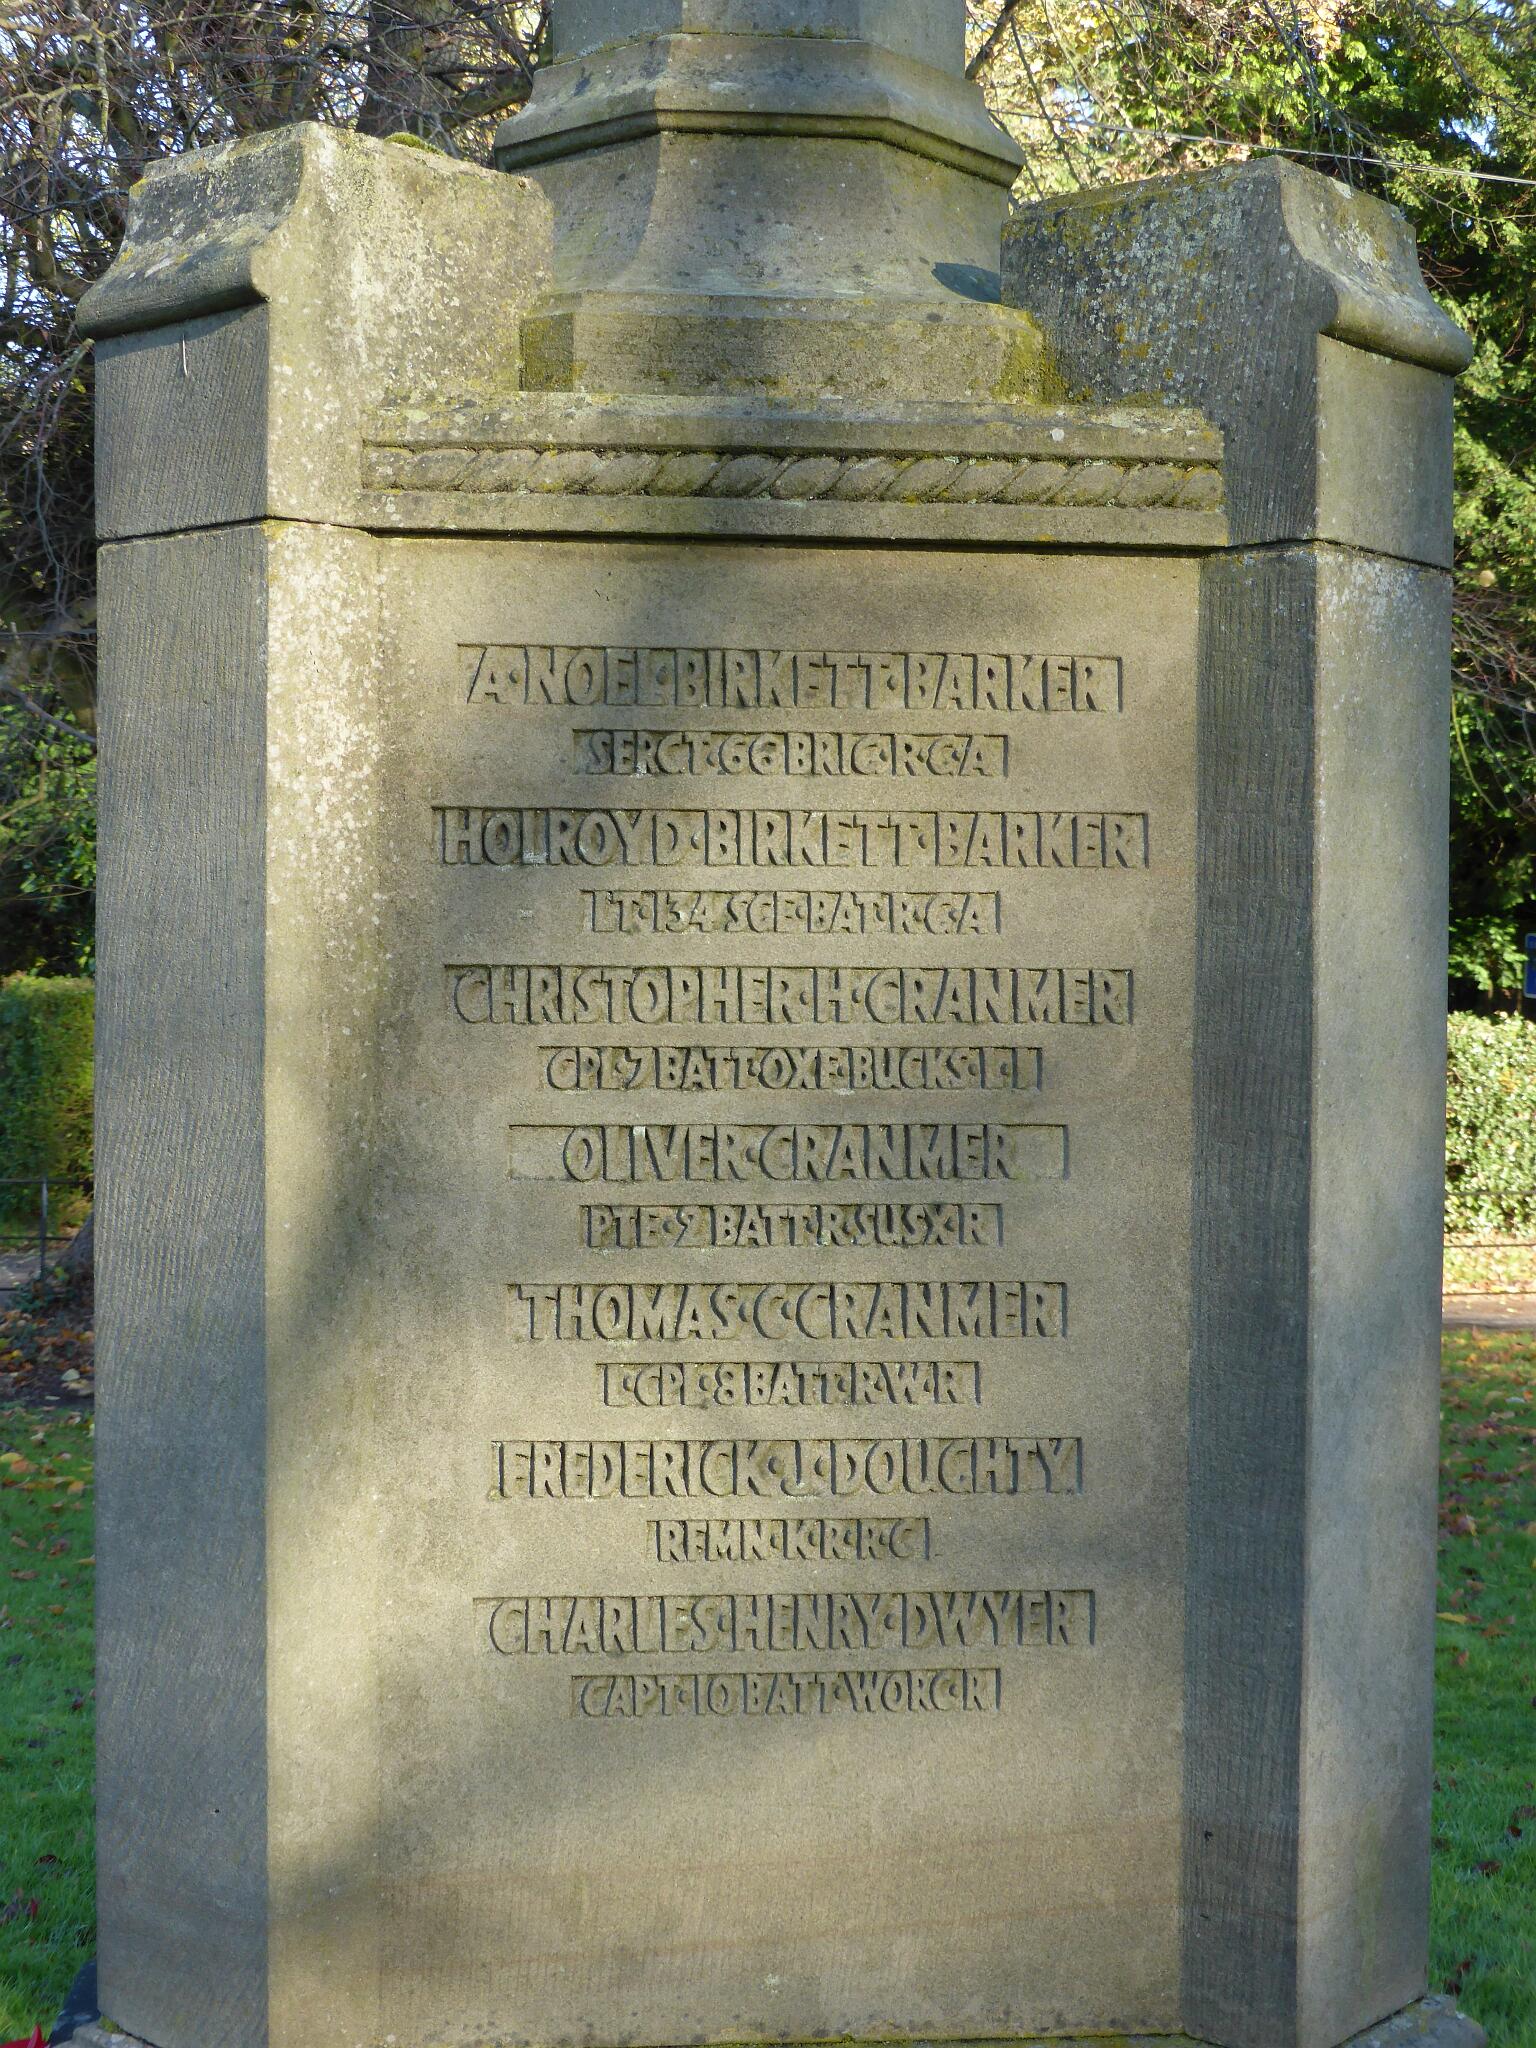 A·NOEL·BIRKETT·BARKER
SERGT·66 BRIG·R·G·A
HOLROYD·BIRKETT·BARKER
LT·134 SGE·BAT·R·G·A
CHRISTOPHER·H·CRANMER
CPL·7 BATT·OXF·BUCKS·L·I
OLIVER·CRANMER
PTE·2 BATT·R·SUSX·R
THOMAS·C·CRANMER
L·CPL·8 BATT·R·W·R
FREDERICK·J·DOUGHTY
RFMN·K·R·R·C
CHARLES·HENRY·DWYER
CAPT·10 BATT·WORC·R